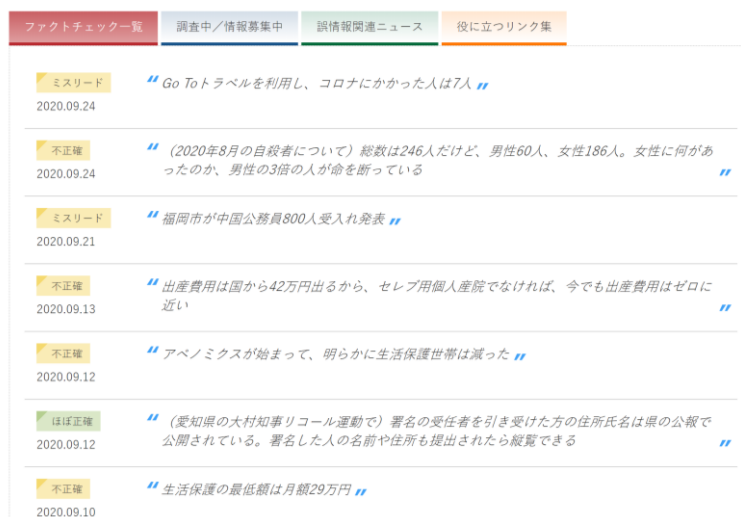 ファクトチェック一覧
調査中／情報募集中
誤情報関連ニュース
役に立つリンク集
ミスリード
2020.09.24
〝 Go Toトラベルを利用し、コロナにかかった人は7人 〟
不正確
2020.09.24
〝 （2020年8月の自殺者について）総数は246人だけど、男性60人、女性186人。女性に何があ
ったのか、男性の3倍の人が命を断っている 〟
ミスリード
2020.09.21
〝 福岡市が中国公務員800人受入れ発表 〟
不正確
2020.09.13
〝 出産費用は国から42万円出るから、セレブ用個人産院でなければ、今でも出産費用はゼロに
近い 〟
不正確
2020.09.12
〝 アベノミクスが始まって、明らかに生活保護世帯は減った 〟
ほぼ正確
2020.09.12
〝 （愛知県の大村知事リコール運動で）署名の受任者を引き受けた方の住所氏名は県の公報で
公開されている。署名した人の名前や住所も提出されたら縦覧できる 〟
不正確
2020.09.10
〝 生活保護の最低額は月額29万円 〟